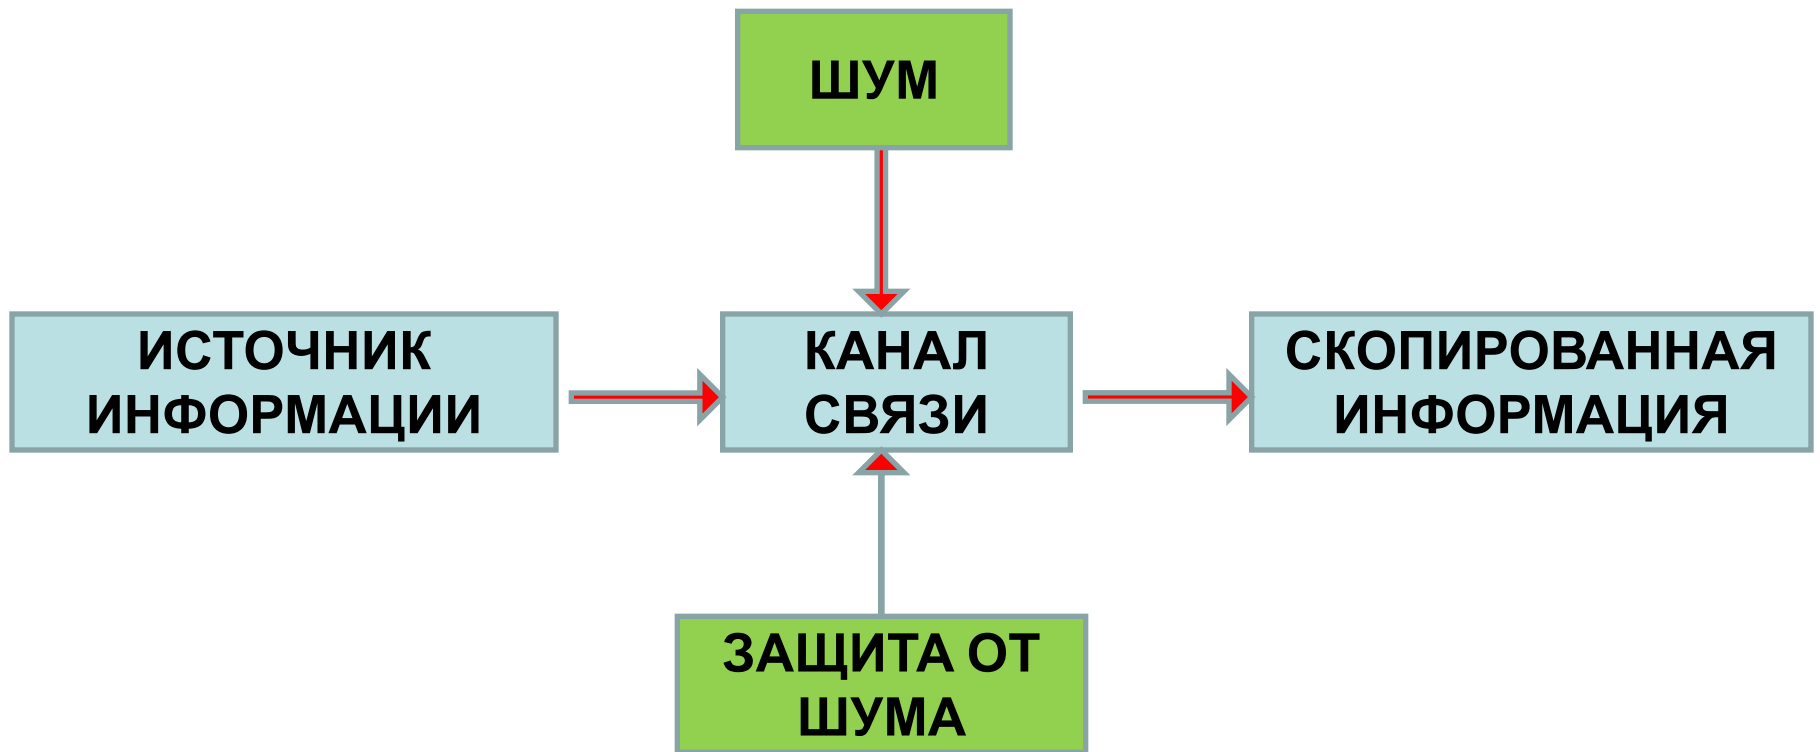 ШУМ
ИСТОЧНИК
ИНФОРМАЦИИ
КАНАЛ
СВЯЗИ
СКОПИРОВАННАЯ
ИНФОРМАЦИЯ
ЗАЩИТА ОТ
ШУМА